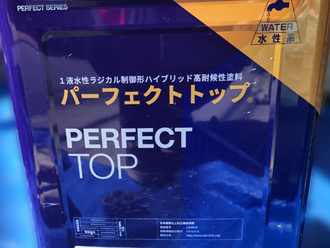 PERFECT SERIES
WATER
水性系
1液水性ラジカル制御形ハイブリッド高耐候性塗料
パーフェクトトップ®
PERFECT
TOP